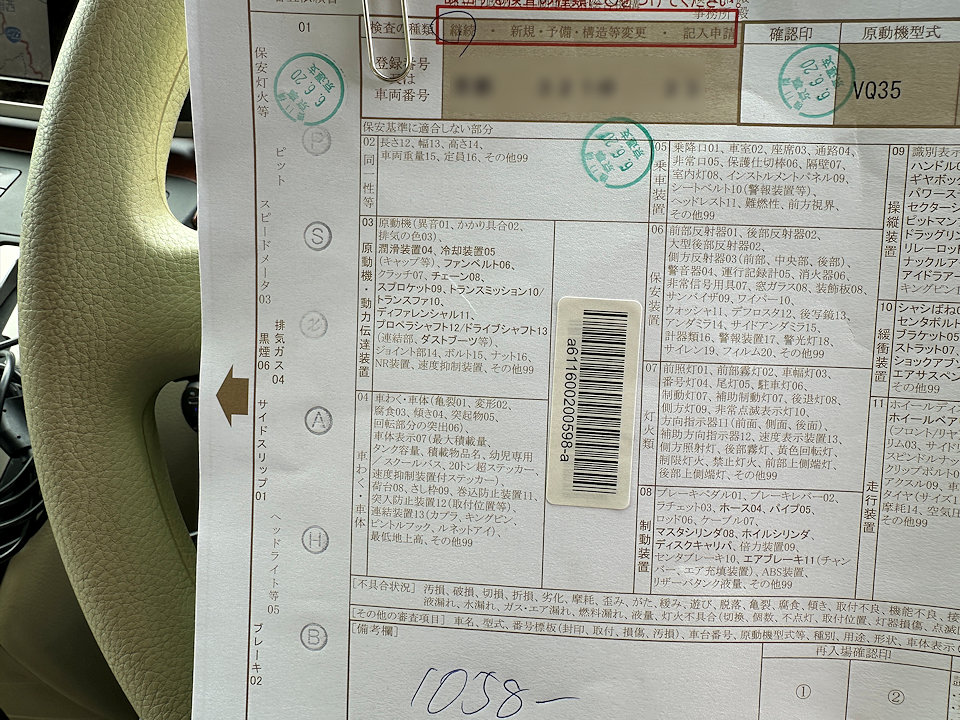 検査の種類 継続 ・ 新規・予備・構造等変更 ・ 記入申請
事務所
確認印
原動機型式
登録番号
又は
車両番号
VQ35
6.6.20
6.6.20
6.6.20
01
保安灯火等
ピット
スピードメータ03
排気ガス04
黒煙06
サイドスリップ01
ヘッドライト等05
ブレーキ02
P
S
A
H
B
保安基準に適合しない部分
02 同一性等
長さ12、幅13、高さ14、
車両重量15、定員16、その他99
03 原動機・動力伝達装置
原動機(異音01、かかり具合02、
排気の色03)、
潤滑装置04、冷却装置05
(キャップ等)、ファンベルト06、
クラッチ07、チェーン08、
スプロケット09、トランスミッション10/
トランスファ10、
ディファレンシャル11、
プロペラシャフト12/ドライブシャフト13
(連結部、ダストブーツ等)、
ジョイント部14、ボルト15、ナット16、
NR装置、速度抑制装置、その他99
04 車わく・車体
車わく・車体(亀裂01、変形02、
腐食03、傾き04、突起物05、
回転部分の突出06)、
車体表示07(最大積載量、
タンク容量、積載物品名、幼児専用
/スクールバス、20トン超ステッカー、
速度抑制装置付ステッカー)、
荷台08、さし枠09、巻込防止装置11、
突入防止装置12(取付位置等)、
連結装置13(カプラ、キングピン、
ピントルフック、ルネットアイ)、
最低地上高、その他99
a611600200598-a
05 乗車装置
乗降口01、車室02、座席03、通路04、
非常口05、保護仕切棒06、隔壁07、
室内灯08、インストルメントパネル09、
シートベルト10(警報装置等)、
ヘッドレスト11、難燃性、前方視界、
その他99
06 保安装置
前部反射器01、後部反射器02、
大型後部反射器02、
側方反射器03(前部、中央部、後部)、
警音器04、運行記録計05、消火器06、
非常信号用具07、窓ガラス08、装飾板08、
サンバイザ09、ワイパー10、
ウォッシャ11、デフロスタ12、後写鏡13、
アンダミラ14、サイドアンダミラ15、
計器類16、警報装置17、警光灯18、
サイレン19、フィルム20、その他99
07 灯火類
前照灯01、前部霧灯02、車幅灯03、
番号灯04、尾灯05、駐車灯06、
制動灯07、補助制動灯07、後退灯08、
側方灯09、非常点滅表示灯10、
方向指示器11(前面、側面、後面)、
補助方向指示器12、速度表示装置13、
側方照射灯、後部霧灯、黄色回転灯、
制限灯火、禁止灯火、前部上側端灯、
後部上側端灯、その他99
08 制動装置
ブレーキペダル01、ブレーキレバー02、
ラチェット03、ホース04、パイプ05、
ロッド06、ケーブル07、
マスタシリンダ08、ホイルシリンダ、
ディスクキャリパ、倍力装置09、
センタブレーキ10、エアブレーキ11(チャン
バー、エア充填装置)、ABS装置、
リザーバタンク液量、その他99
09 操縦装置
識別表示
ハンドル0
ギヤボック
パワース
セクターシ
ピットマン
ドラッグリン
リレーロッド
ナックルアー
アイドラアー
キングピン
10 緩衝装置
シャシばね0
センタボルト
ブラケット05
ストラット07、
ショックアブ
エアサスペン
その他99
11 走行装置
ホイールディス
ホイールベア
(フロント/リヤ
リム03、サイド
スピンドルナッ
クリップボルト0
アクスル09、車
タイヤ(サイズ1
摩耗14、空気圧
その他99
[不具合状況] 汚損、破損、切損、折損、劣化、摩耗、歪み、がた、緩み、遊び、脱落、亀裂、腐食、傾き、取付不良、機能不良、接
液漏れ、水漏れ、ガス・エア漏れ、燃料漏れ、液量、灯火不具合(切換、個数、不点灯、取付位置、灯器損傷、点滅
[その他の審査項目] 車名、型式、番号標板(封印、取付、損傷、汚損)、車台番号、原動機型式等、種別、用途、形状、車体表示(
[備考欄]
再入場確認印
① ②
1058-